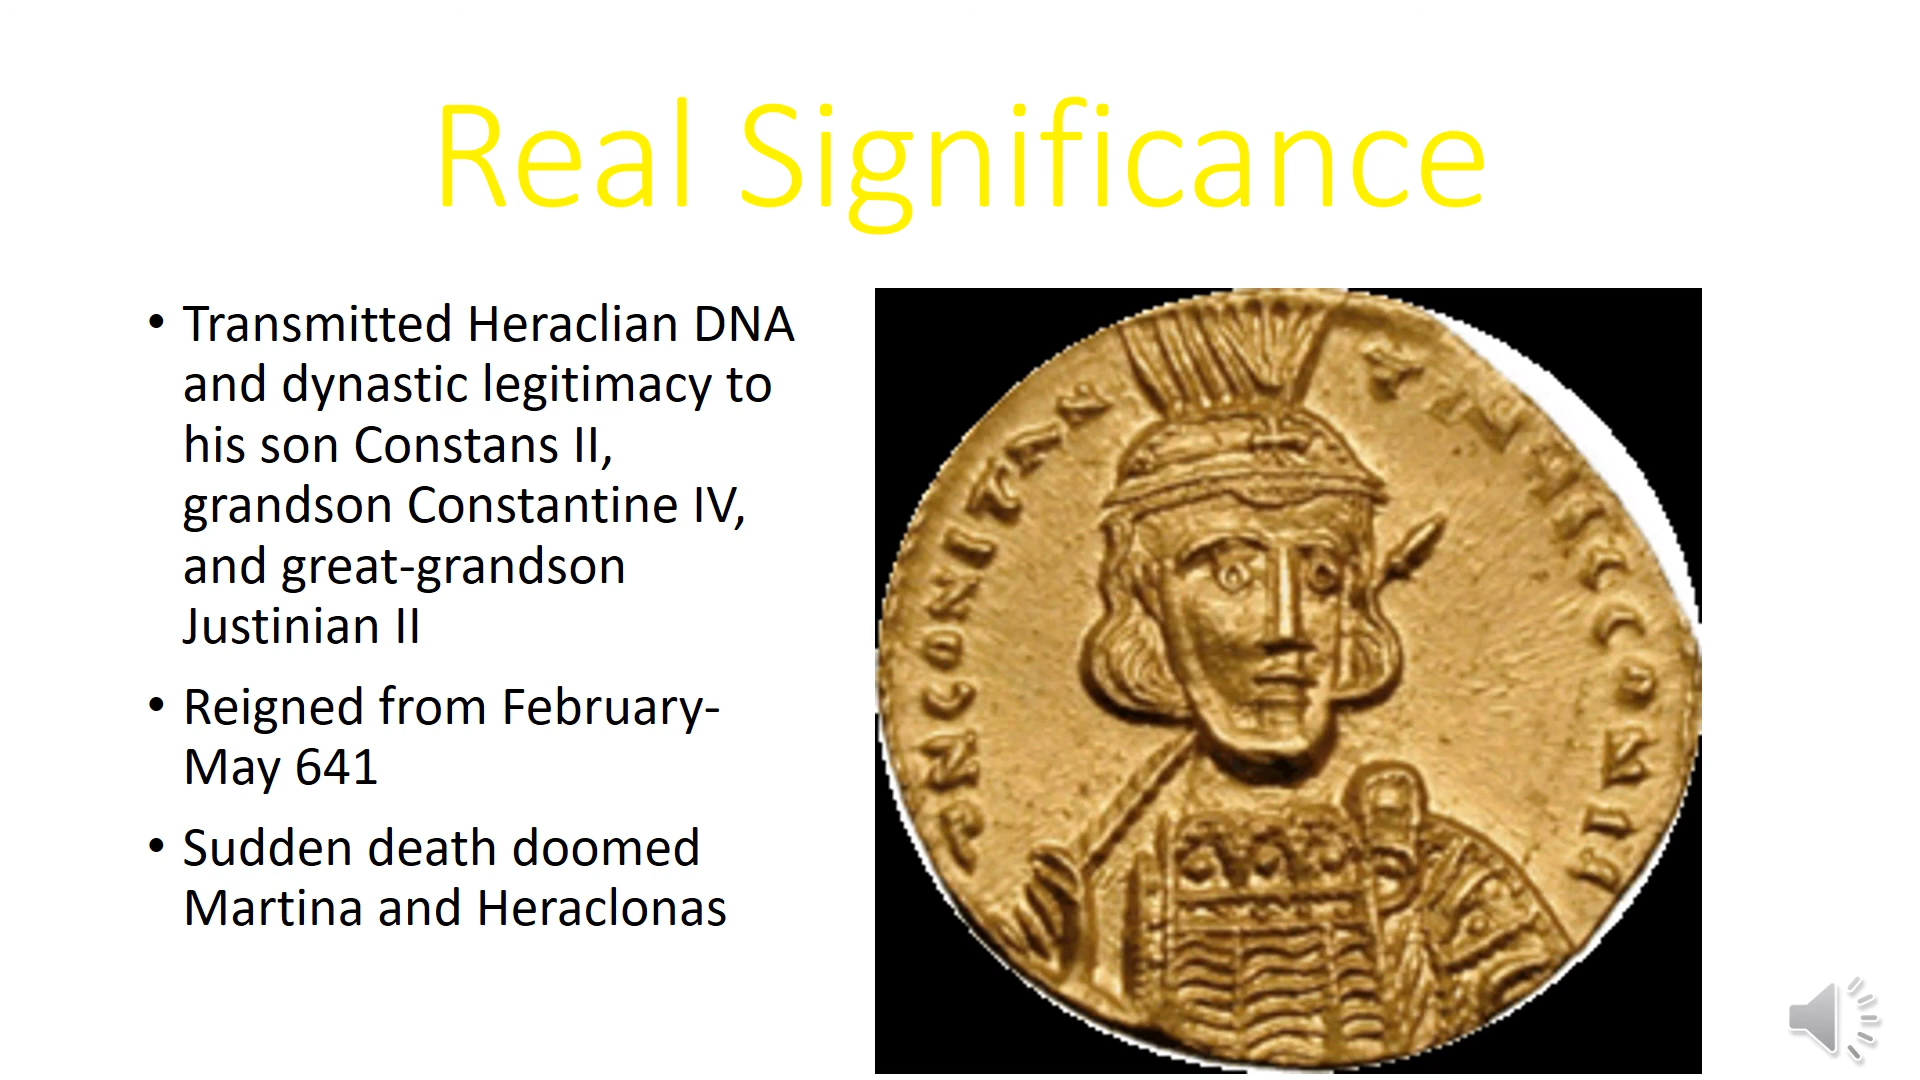 Real Significance
• Transmitted Heraclian DNA
and dynastic legitimacy to
his son Constans II,
grandson Constantine IV,
and great-grandson
Justinian II
• Reigned from February-
May 641
• Sudden death doomed
Martina and Heraclonas